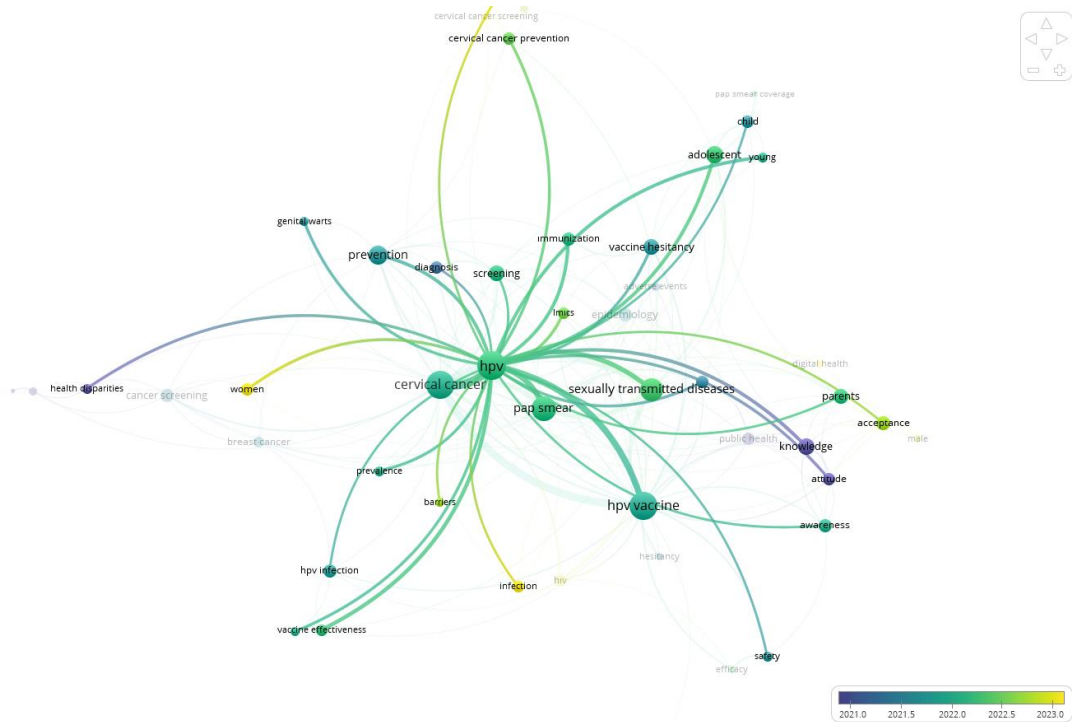 cervical cancer screening
cervical cancer prevention
pap smear coverage
child
adolescent
young
genital warts
immunization
prevention
vaccine hesitancy
diagnosis
screening
adverse events
lmics
epidemiology
hpv
digital health
cervical cancer
sexually transmitted diseases
health disparities
women
cancer screening
parents
pap smear
acceptance
breast cancer
public health
male
knowledge
prevalence
attitude
barriers
hpv vaccine
awareness
hesitancy
hpv infection
infection
hiv
vaccine effectiveness
safety
efficacy
2021.0 2021.5 2022.0 2022.5 2023.0